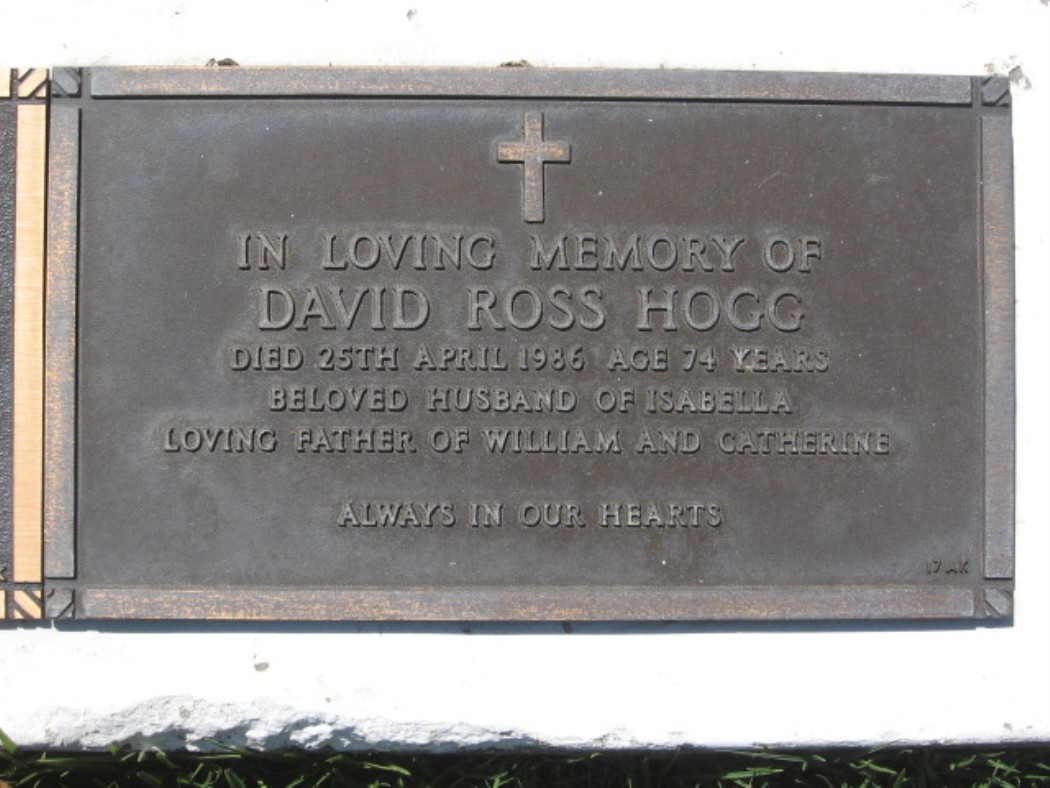 IN LOVING MEMORY OF
DAVID ROSS HOGG
DIED 25TH APRIL 1986 AGE 74 YEARS
BELOVED HUSBAND OF ISABELLA
LOVING FATHER OF WILLIAM AND CATHERINE
ALWAYS IN OUR HEARTS
17 AK